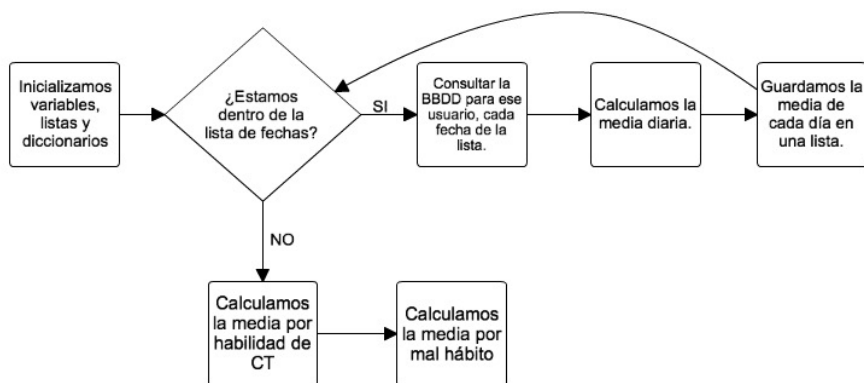 Inicializamos
variables,
listas y
diccionarios
¿Estamos
dentro de la
lista de fechas?
SI
Consultar la
BBDD para ese
usuario, cada
fecha de la
lista.
Calculamos la
media diaria.
Guardamos la
media de
cada día en
una lista.
NO
Calculamos
la media por
habilidad de
CT
Calculamos
la media por
mal hábito